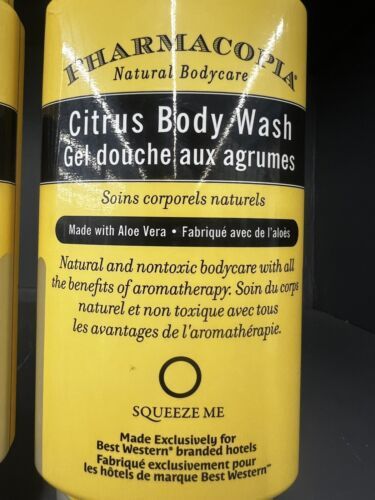 PHARMACOPIA®
Natural Bodycare
Citrus Body Wash
Gel douche aux agrumes
Soins corporels naturels
Made with Aloe Vera • Fabriqué avec de l'aloès
Natural and nontoxic bodycare with all
the benefits of aromatherapy. Soin du corps
naturel et non toxique avec tous
les avantages de l'aromathérapie.
SQUEEZE ME
Made Exclusively for
Best Western® branded hotels
Fabriqué exclusivement pour
les hôtels de marque Best Western™